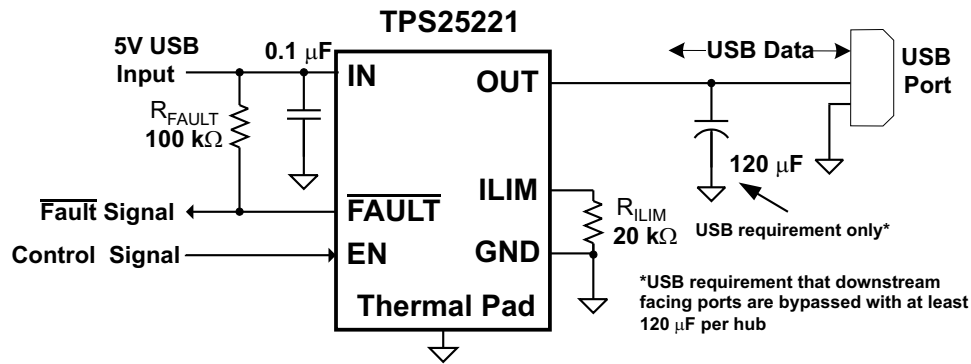 TPS25221
5V USB
Input
0.1 μF
USB Data
USB
Port
IN
OUT
RFAULT
100 kΩ
120 μF
ILIM
FAULT
Fault Signal
RILIM
20 kΩ
USB requirement only*
Control Signal
EN
GND
*USB requirement that downstream
facing ports are bypassed with at least
120 μF per hub
Thermal Pad